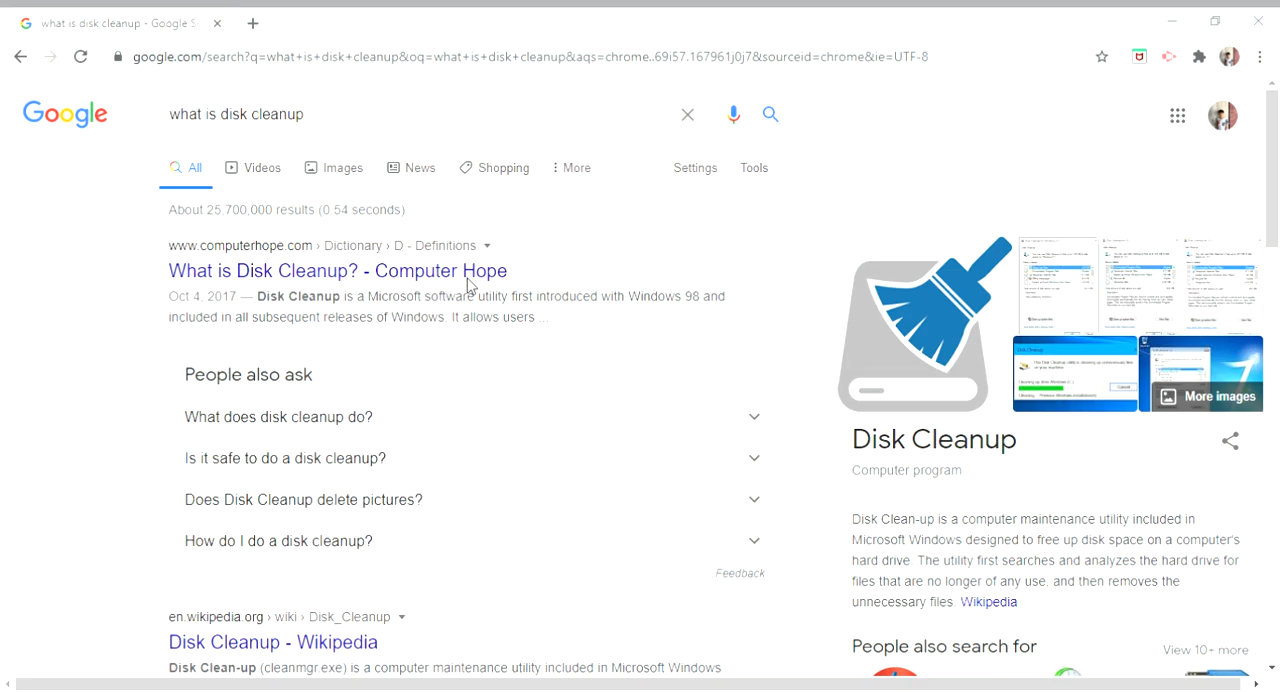 what is disk cleanup - Google S
google.com/search?q=what+is+disk+cleanup&oq=what+is+disk+cleanup&aqs=chrome..69i57.167961j0j7&sourceid=chrome&ie=UTF-8
Google
what is disk cleanup
All Videos Images News Shopping More Settings Tools
About 25,700,000 results (0.54 seconds)
www.computerhope.com › Dictionary › D - Definitions
What is Disk Cleanup? - Computer Hope
Oct 4, 2017 — Disk Cleanup is a Microsoft software utility first introduced with Windows 98 and
included in all subsequent releases of Windows. It allows users ...
People also ask
What does disk cleanup do?
Is it safe to do a disk cleanup?
Does Disk Cleanup delete pictures?
How do I do a disk cleanup?
Feedback
en.wikipedia.org › wiki › Disk_Cleanup
Disk Cleanup - Wikipedia
Disk Clean-up (cleanmgr.exe) is a computer maintenance utility included in Microsoft Windows
More images
Disk Cleanup
Computer program
Disk Clean-up is a computer maintenance utility included in
Microsoft Windows designed to free up disk space on a computer's
hard drive. The utility first searches and analyzes the hard drive for
files that are no longer of any use, and then removes the
unnecessary files. Wikipedia
People also search for
View 10+ more